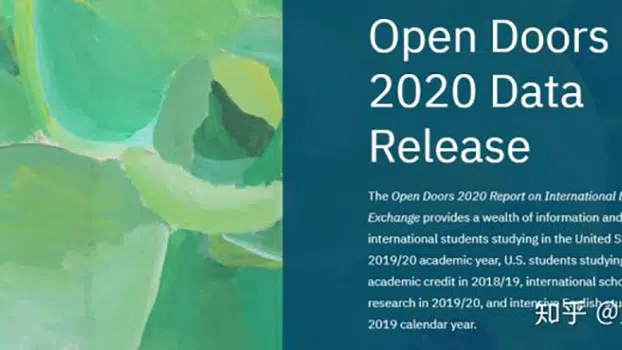 Open Doors
2020 Data
Release
The Open Doors 2020 Report on International
Exchange provides a wealth of information and
international students studying in the United
2019/20 academic year, U.S. students studying
academic credit in 2018/19, international
research in 2019/20, and intensive English
2019 calendar year.
知乎 @